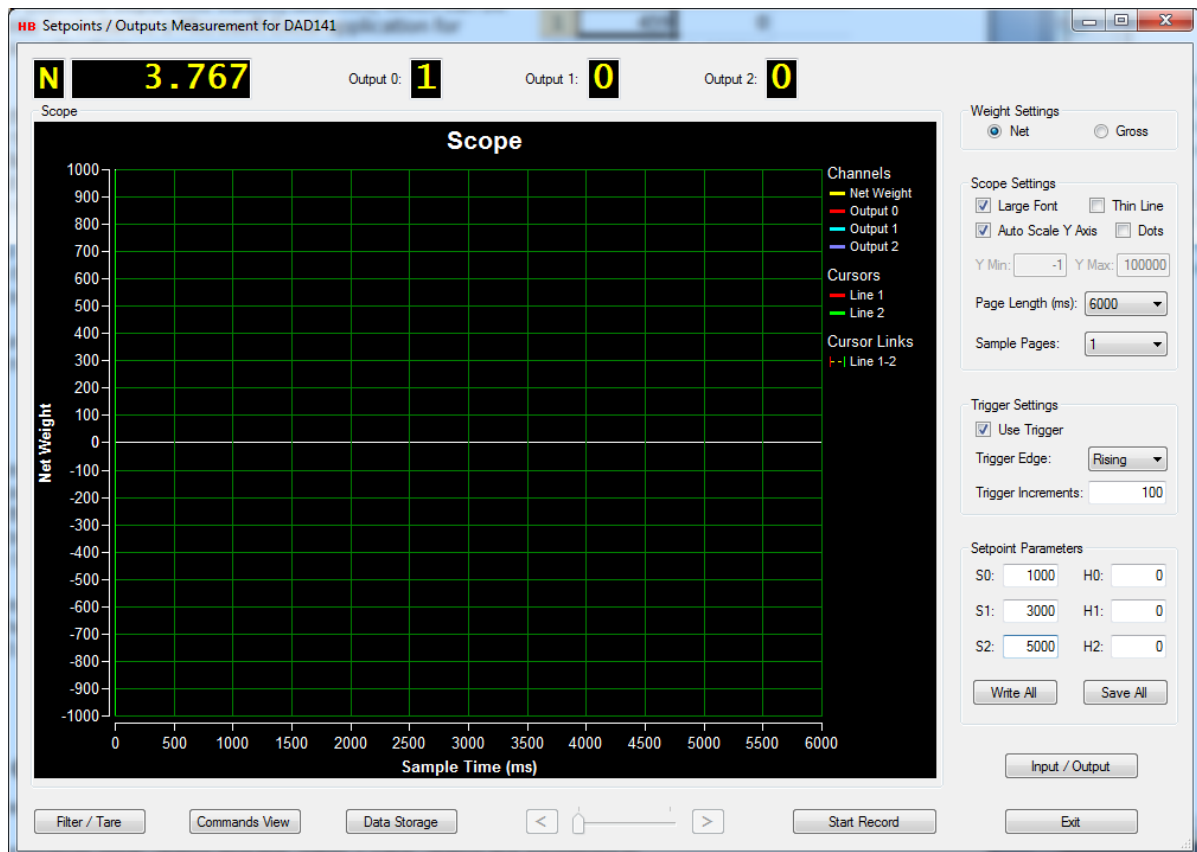 HB Setpoints / Outputs Measurement for DAD141
N 3.767 Output 0: 1 Output 1: 0 Output 2: 0
Scope
Scope
1000
900
800
700
600
500
400
300
200
100
0
-100
-200
-300
-400
-500
-600
-700
-800
-900
-1000
Net Weight
0 500 1000 1500 2000 2500 3000 3500 4000 4500 5000 5500 6000
Sample Time (ms)
Channels
Net Weight
Output 0
Output 1
Output 2
Cursors
Line 1
Line 2
Cursor Links
Line 1-2
Weight Settings
Net Gross
Scope Settings
Large Font Thin Line
Auto Scale Y Axis Dots
Y Min: -1 Y Max: 100000
Page Length (ms): 6000
Sample Pages: 1
Trigger Settings
Use Trigger
Trigger Edge: Rising
Trigger Increments: 100
Setpoint Parameters
S0: 1000 H0: 0
S1: 3000 H1: 0
S2: 5000 H2: 0
Write All Save All
Input / Output
Filter / Tare Commands View Data Storage < > Start Record Exit